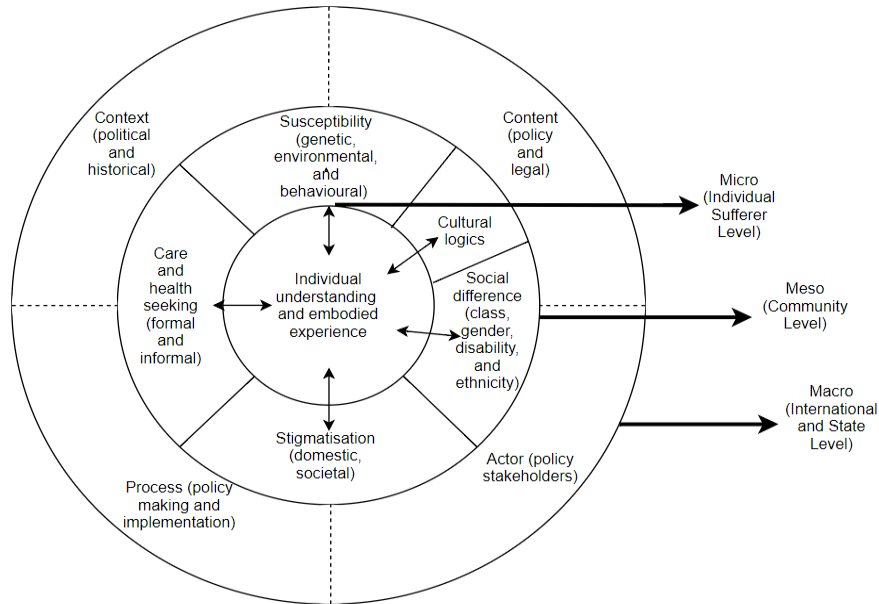 Context
(political
and
historical)
Susceptibility
(genetic,
environmental,
and
behavioural)
Content
(policy
and
legal)
Micro
(Individual
Sufferer
Level)
Cultural
logics
Care
and
health
seeking
(formal
and
informal)
Individual
understanding
and embodied
experience
Social
difference
(class,
gender,
disability,
and
ethnicity)
Meso
(Community
Level)
Macro
(International
and State
Level)
Stigmatisation
(domestic,
societal)
Actor (policy
stakeholders)
Process (policy
making and
implementation)